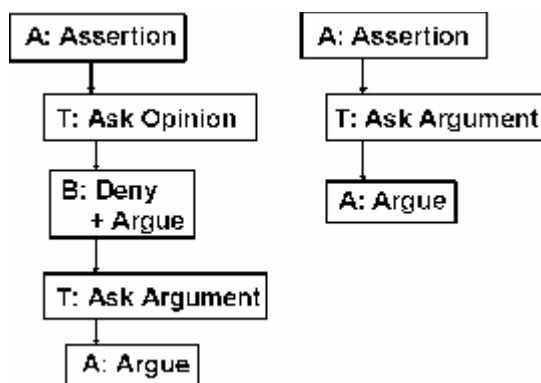 A: Assertion
T: Ask Opinion
B: Deny
+ Argue
T: Ask Argument
A: Argue
A: Assertion
T: Ask Argument
A: Argue